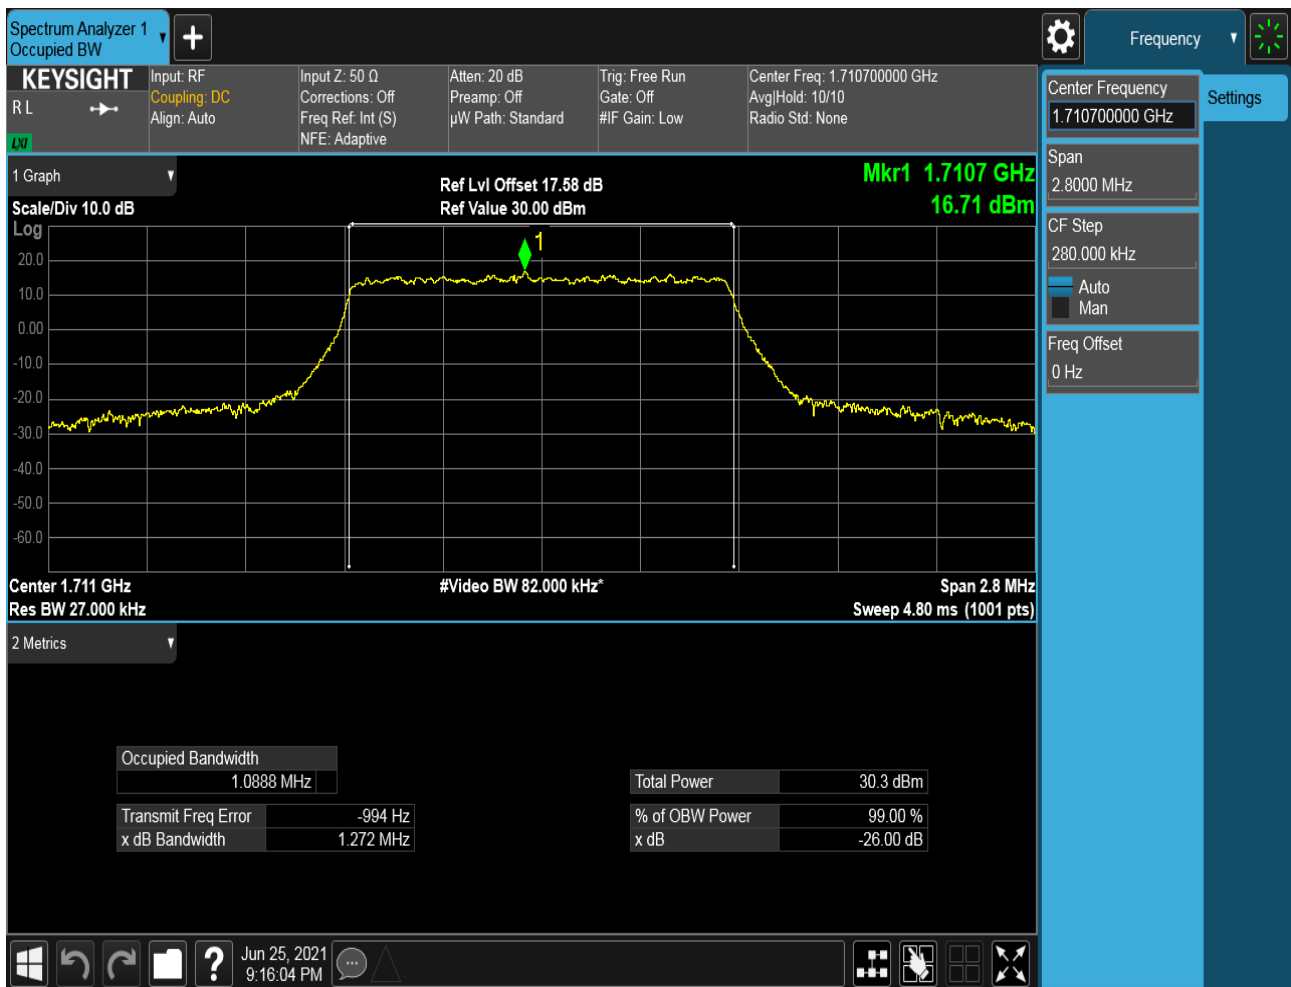 Spectrum Analyzer 1
Occupied BW
Frequency
KEYSIGHT
R L
LXI
Input: RF
Coupling: DC
Align: Auto
Input Z: 50 Ω
Corrections: Off
Freq Ref: Int (S)
NFE: Adaptive
Atten: 20 dB
Preamp: Off
µW Path: Standard
Trig: Free Run
Gate: Off
#IF Gain: Low
Center Freq: 1.710700000 GHz
Avg|Hold: 10/10
Radio Std: None
Center Frequency
1.710700000 GHz
Settings
Span
2.8000 MHz
CF Step
280.000 kHz
Auto
Man
Freq Offset
0 Hz
1 Graph
Scale/Div 10.0 dB
Ref Lvl Offset 17.58 dB
Ref Value 30.00 dBm
Mkr1 1.7107 GHz
16.71 dBm
Log
1
20.0
10.0
0.00
-10.0
-20.0
-30.0
-40.0
-50.0
-60.0
Center 1.711 GHz
#Video BW 82.000 kHz*
Span 2.8 MHz
Res BW 27.000 kHz
Sweep 4.80 ms (1001 pts)
2 Metrics
Occupied Bandwidth
1.0888 MHz
Total Power 30.3 dBm
Transmit Freq Error -994 Hz
% of OBW Power 99.00 %
x dB Bandwidth 1.272 MHz
x dB -26.00 dB
?
Jun 25, 2021
9:16:04 PM